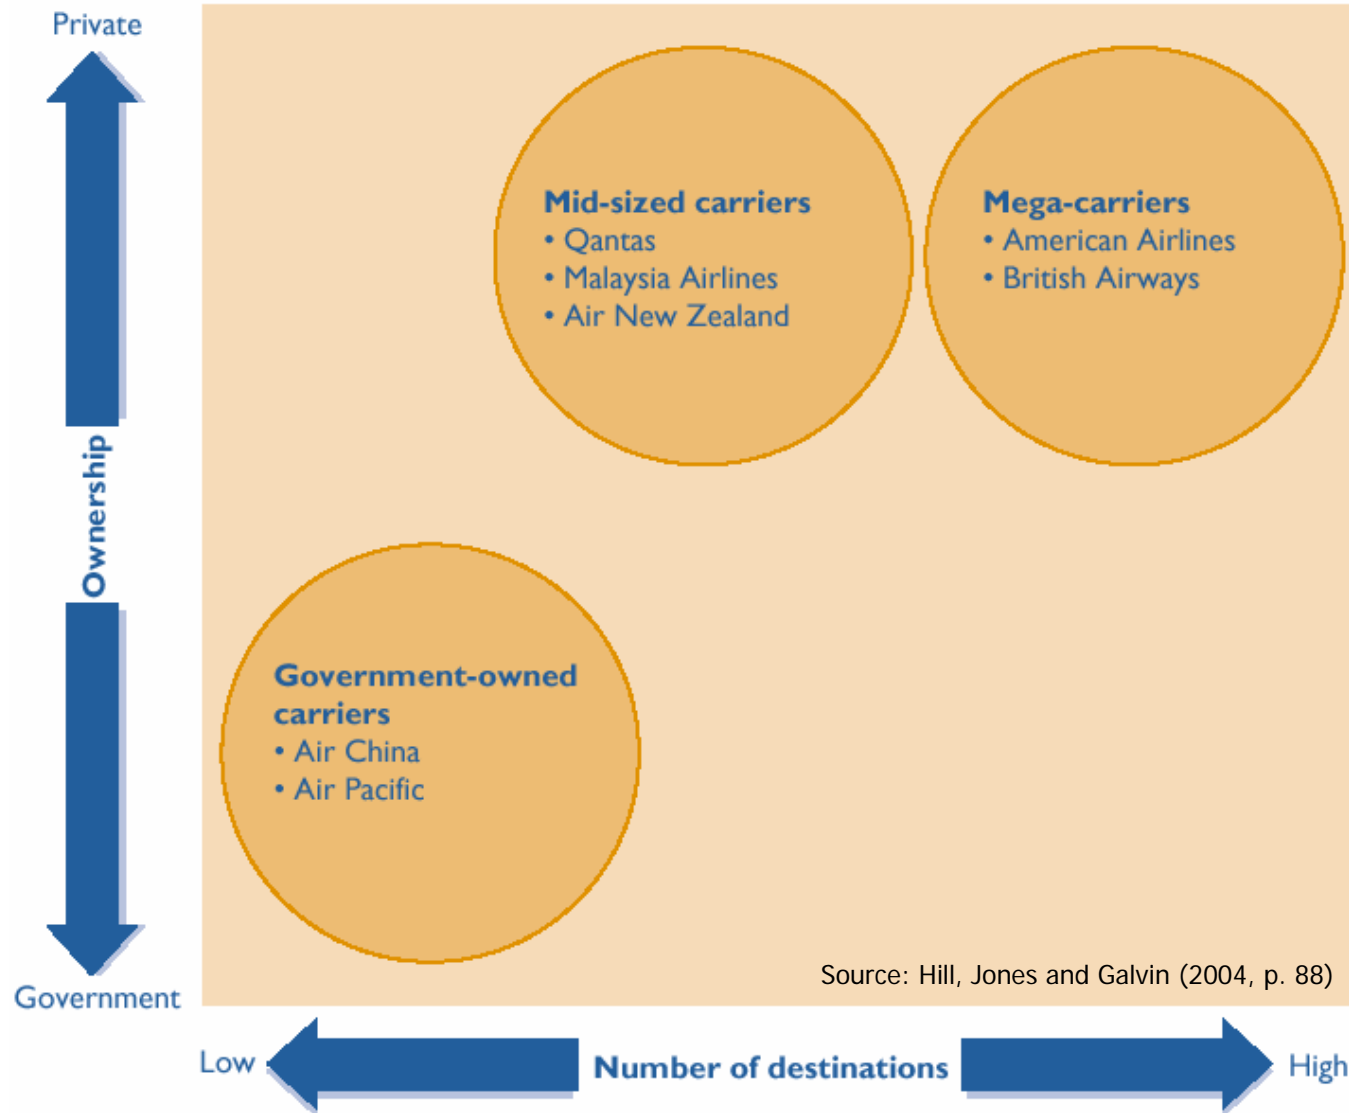 Private
Mid-sized carriers
• Qantas
• Malaysia Airlines
• Air New Zealand
Mega-carriers
• American Airlines
• British Airways
Ownership
Government-owned
carriers
• Air China
• Air Pacific
Source: Hill, Jones and Galvin (2004, p. 88)
Government
Low
Number of destinations
High